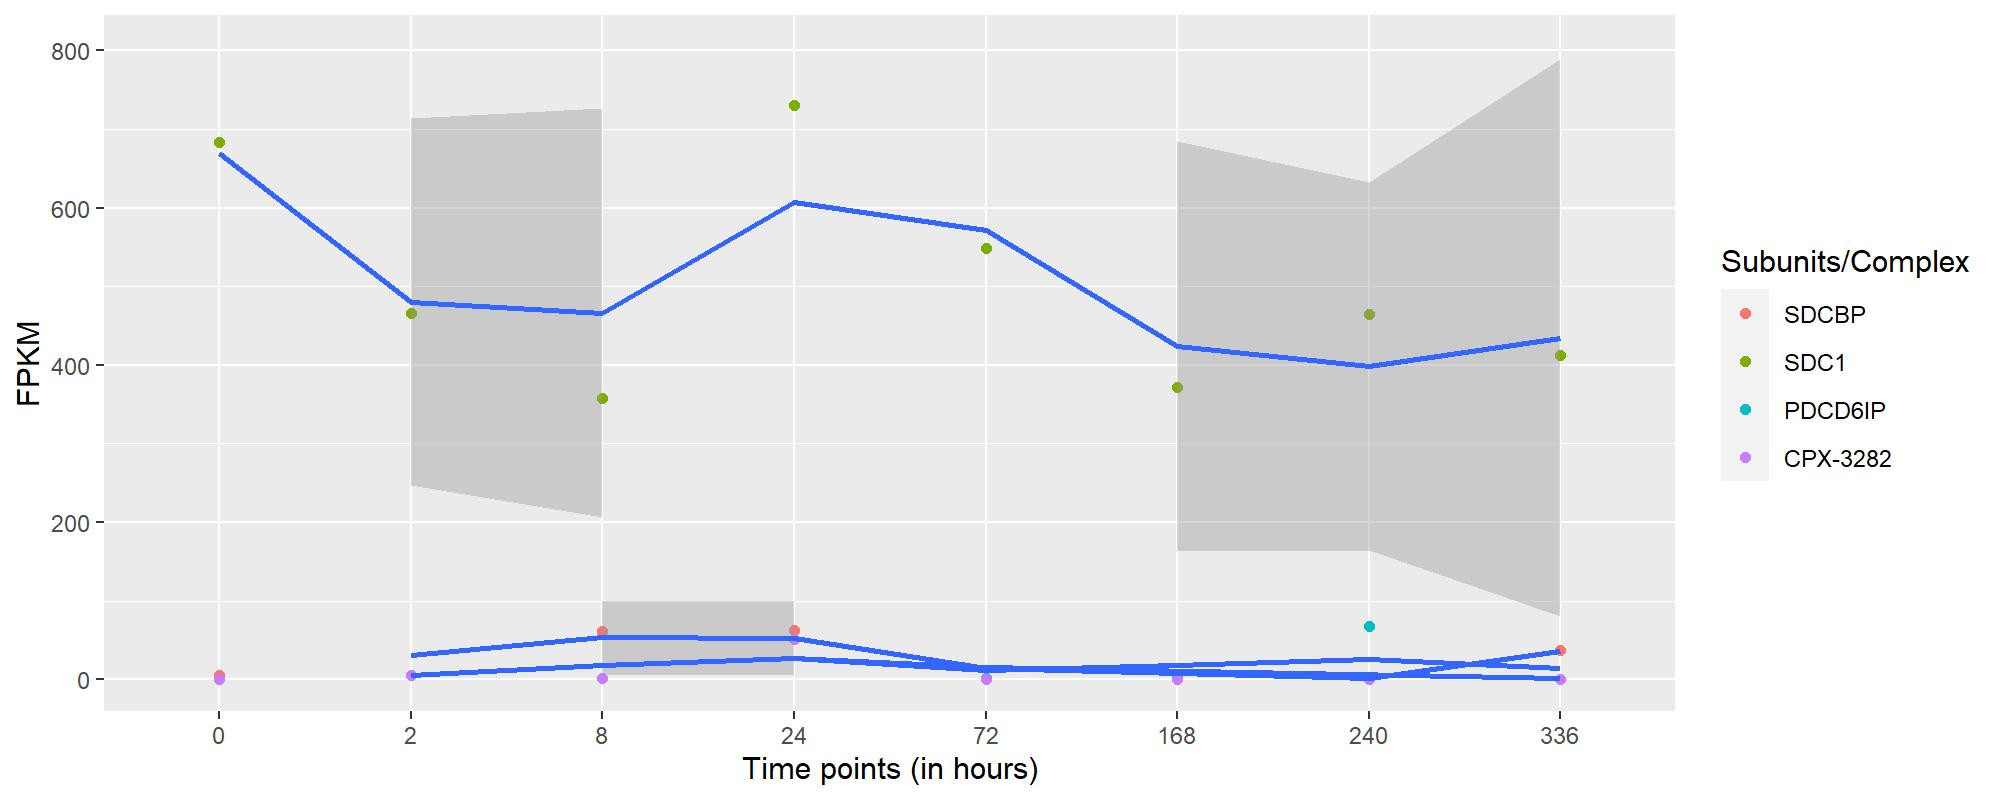 800
600
400
200
0
FPKM
0 2 8 24 72 168 240 336
Time points (in hours)
Subunits/Complex
SDCBP
SDC1
PDCD6IP
CPX-3282